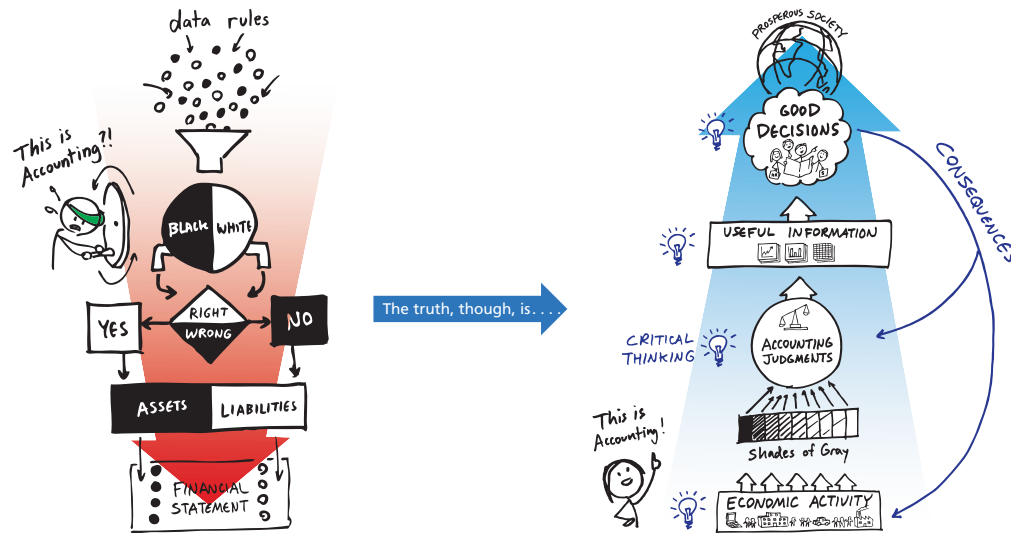 data rules
This is
Accounting?!
BLACK WHITE
RIGHT
WRONG
YES
NO
ASSETS LIABILITIES
FINANCIAL
STATEMENT
The truth, though, is . . . .
PROSPEROUS SOCIETY
GOOD
DECISIONS
CONSEQUENCES
USEFUL INFORMATION
CRITICAL
THINKING
ACCOUNTING
JUDGMENTS
Shades of Gray
This is
Accounting!
ECONOMIC ACTIVITY